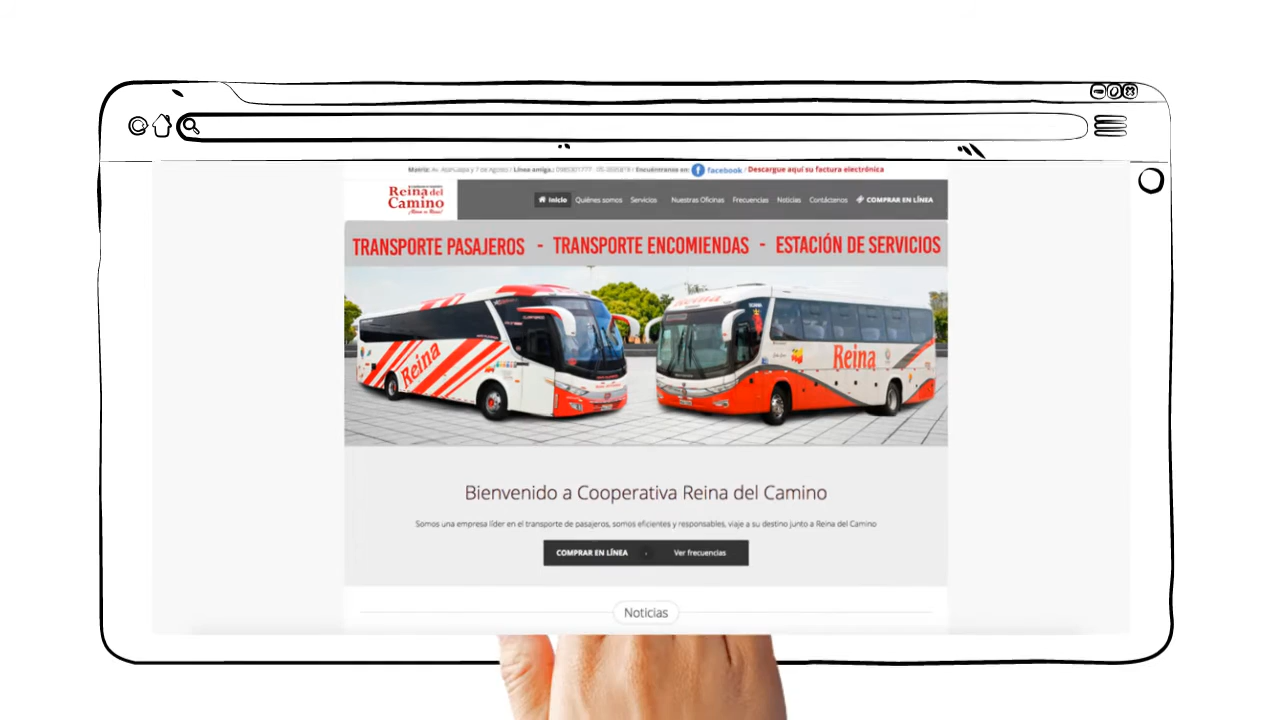 Matriz: Av. / Línea amiga.: / Encuéntranos en: facebook / Descargue aquí su factura electrónica
Reina del
Camino
Inicio Quiénes somos Servicios Nuestras Oficinas Frecuencias Noticias Contáctenos COMPRAR EN LÍNEA
TRANSPORTE PASAJEROS - TRANSPORTE ENCOMIENDAS - ESTACIÓN DE SERVICIOS
Reina
Reina
Bienvenido a Cooperativa Reina del Camino
Somos una empresa líder en el transporte de pasajeros, somos eficientes y responsables, viaje a su destino junto a Reina del Camino
COMPRAR EN LÍNEA Ver frecuencias
Noticias